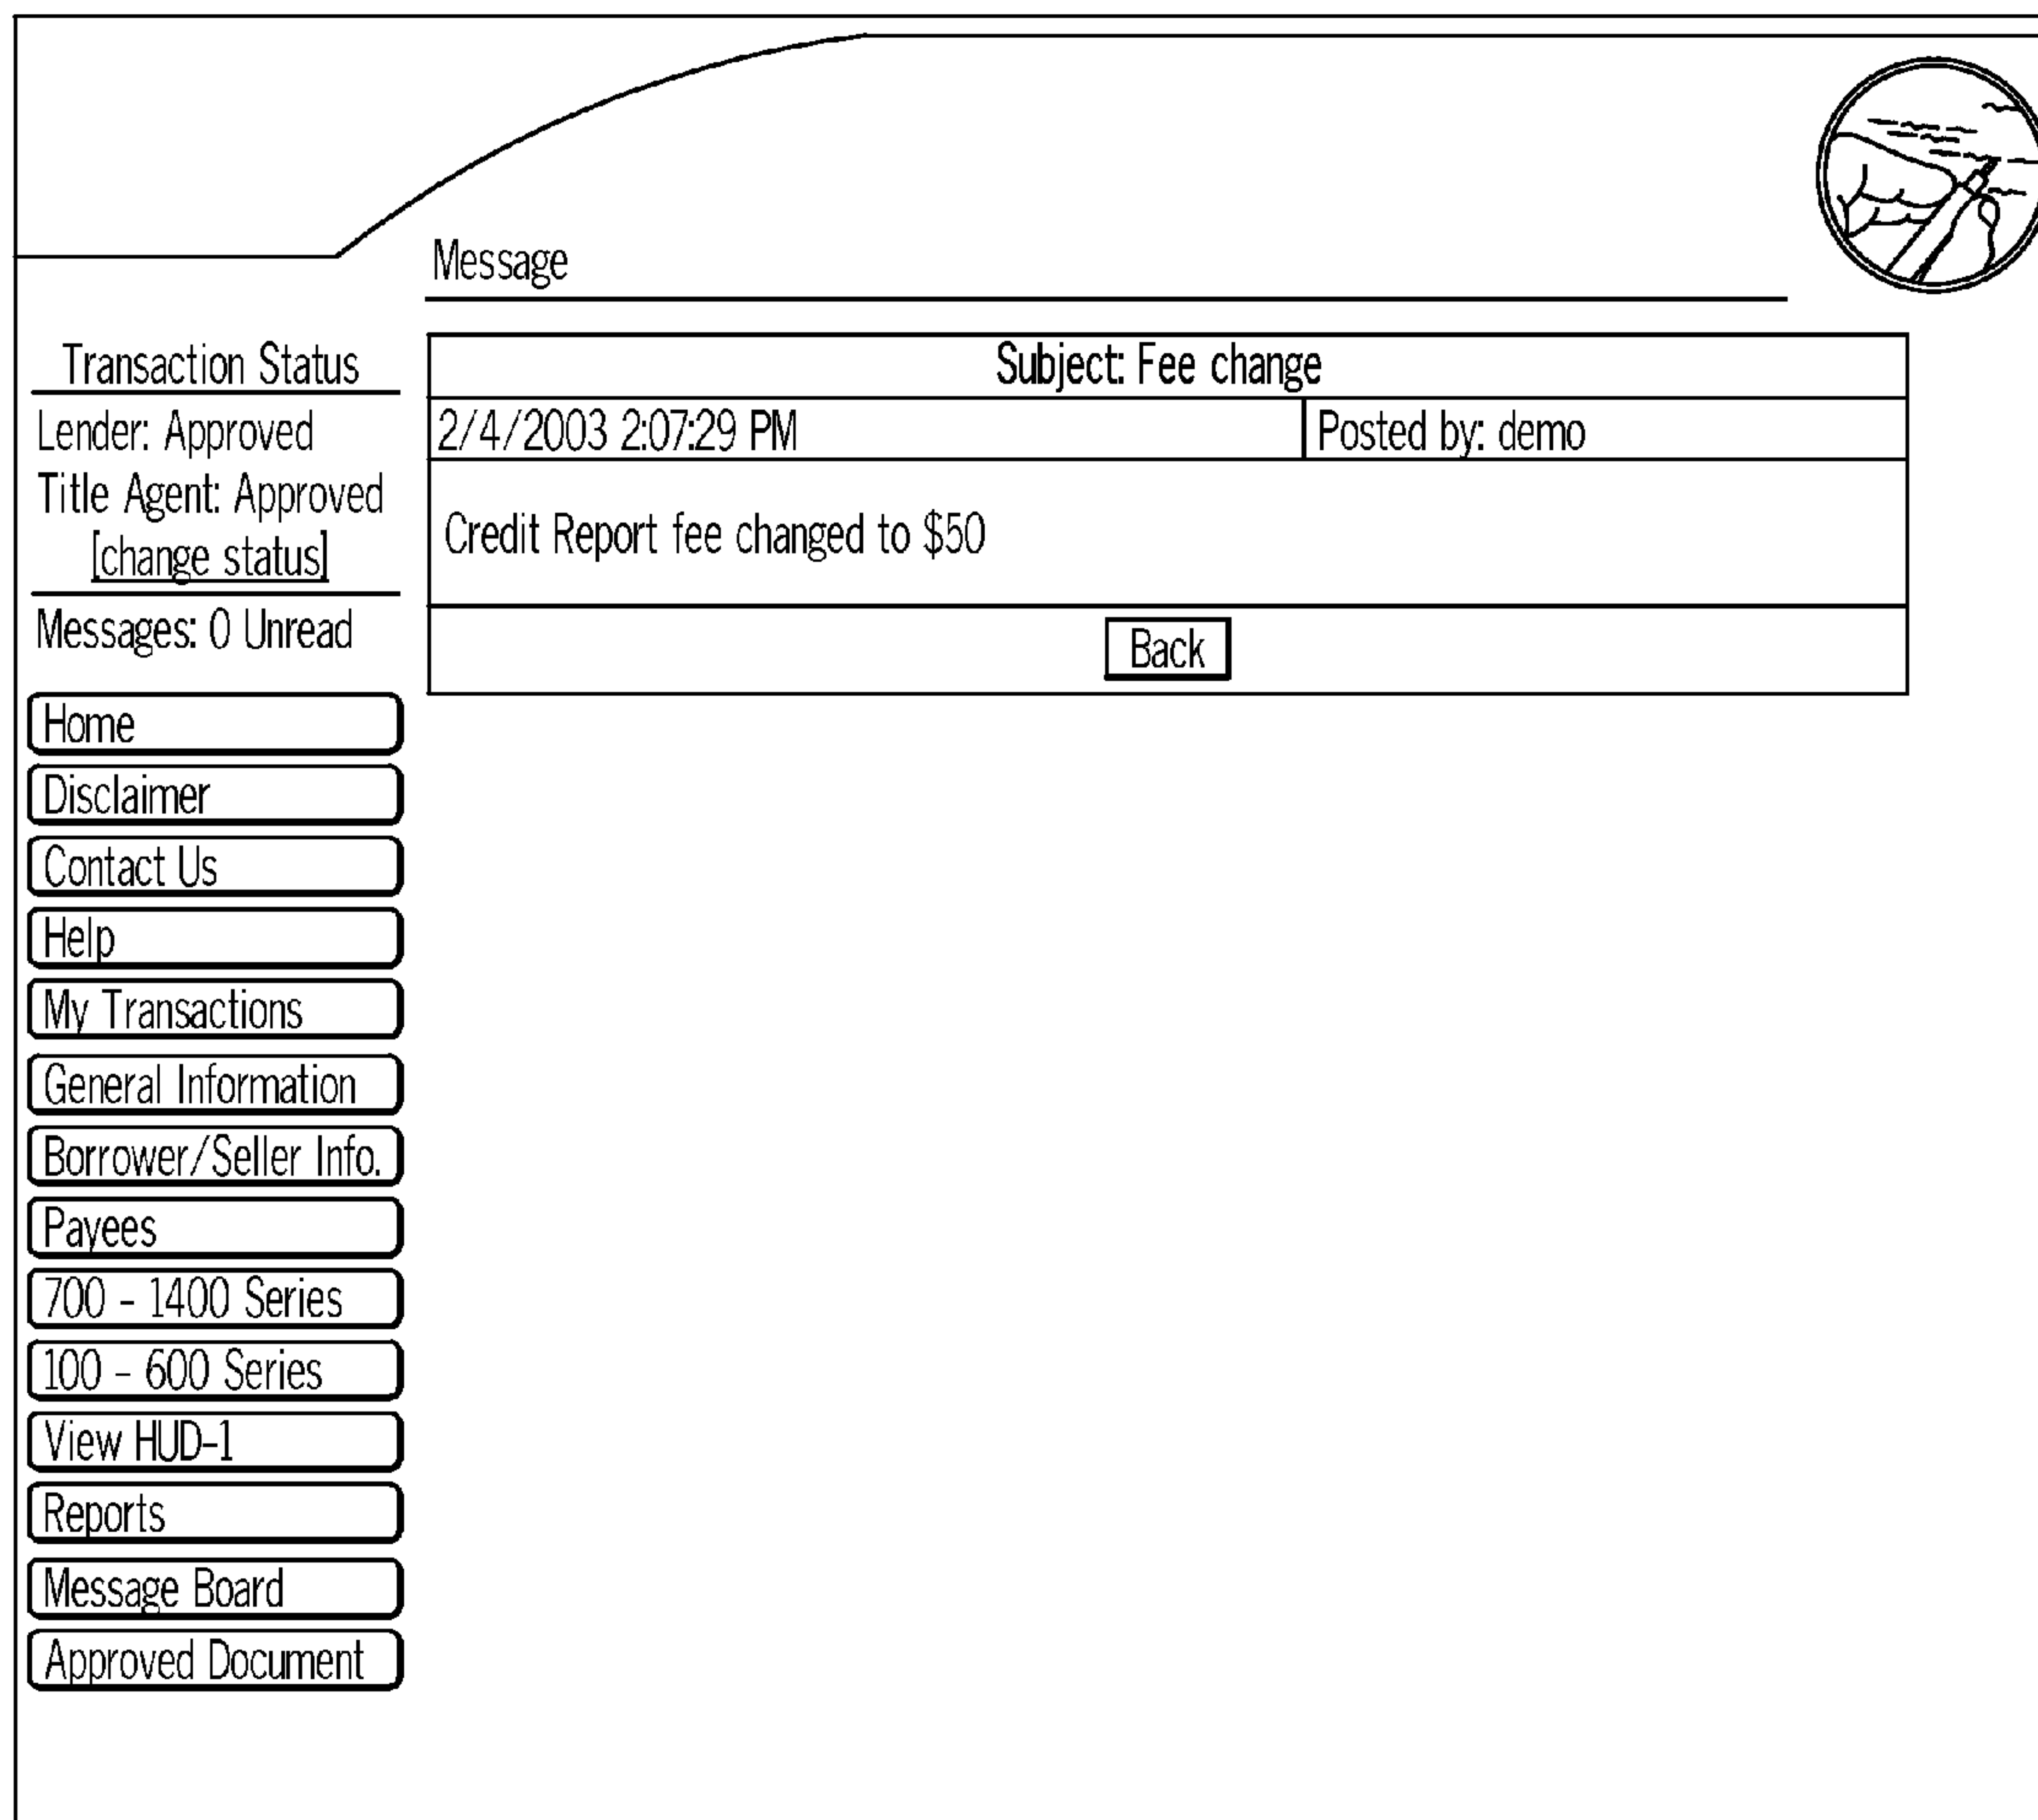 Message
Transaction Status
Lender: Approved
Title Agent: Approved
[change status]
Messages: 0 Unread
Subject: Fee change
2/4/2003 2:07:29 PM
Posted by: demo
Credit Report fee changed to $50
Back
Home
Disclaimer
Contact Us
Help
My Transactions
General Information
Borrower/Seller Info.
Payees
700 - 1400 Series
100 - 600 Series
View HUD-1
Reports
Message Board
Approved Document